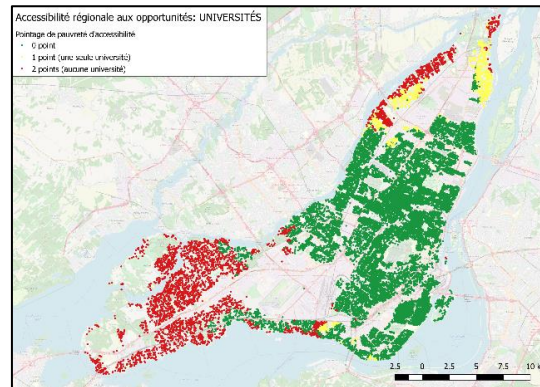 Accessibilité régionale aux opportunités: UNIVERSITÉS
Pointage de pauvreté d'accessibilité
0 point
1 point (une seule université)
2 points (aucune université)
2.5 0 2.5 5 7.5 10 k